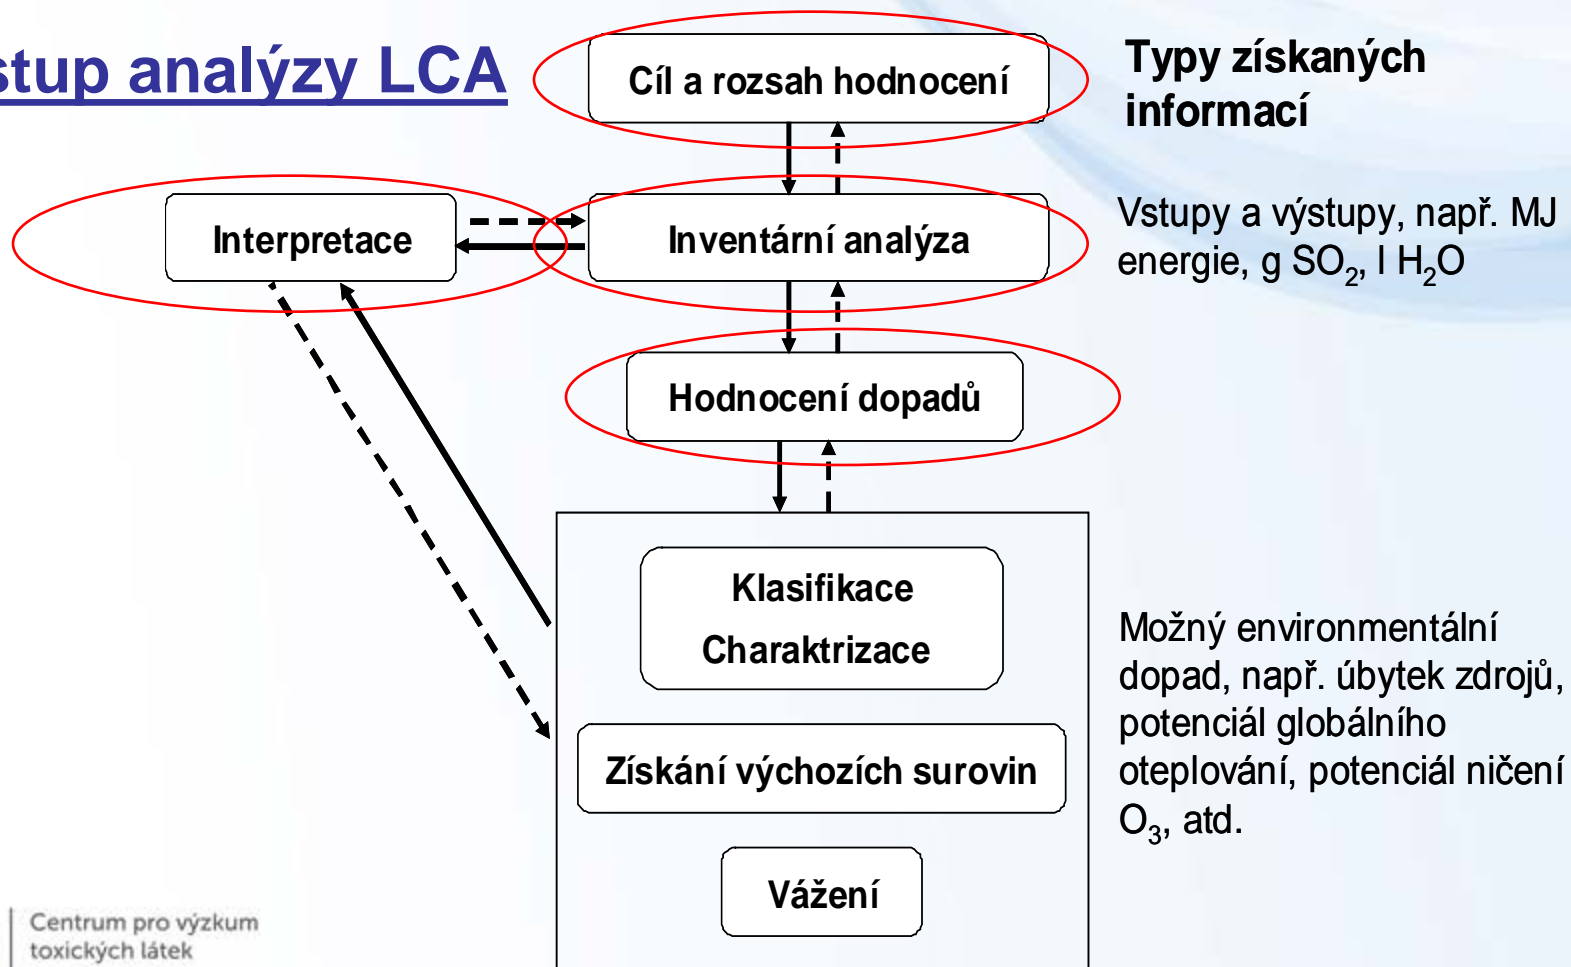 stup analýzy LCA
Cíl a rozsah hodnocení
Typy získaných
informací
Interpretace
Inventární analýza
Vstupy a výstupy, např. MJ
energie, g SO₂, l H₂O
Hodnocení dopadů
Klasifikace
Charaktrizace
Možný environmentální
dopad, např. úbytek zdrojů,
potenciál globálního
oteplování, potenciál ničení
O₃, atd.
Získání výchozích surovin
Vážení
Centrum pro výzkum
toxických látek